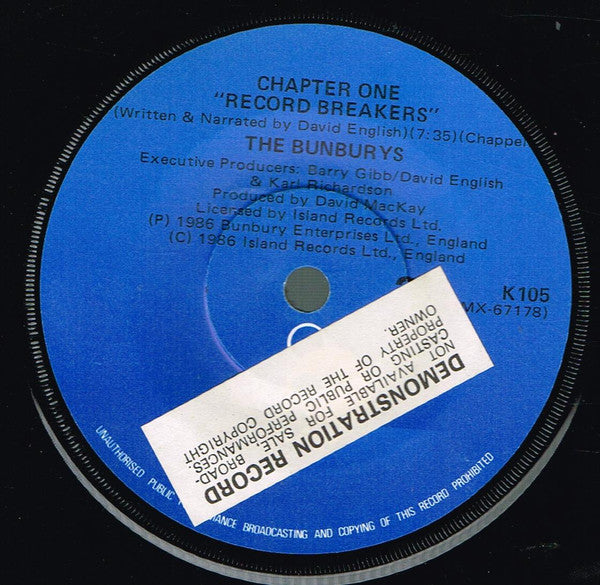 CHAPTER ONE
"RECORD BREAKERS"
(Written & Narrated by David English)(7:35)(Chappel
THE BUNBURYS
Executive Producers: Barry Gibb/David English
& Karl Richardson
Produced by David MacKay
Licensed by Island Records Ltd.
(P) 1986 Bunbury Enterprises Ltd., England
(C) 1986 Island Records Ltd., England
K105
MX-67178)
DEMONSTRATION RECORD
NOT AVAILABLE FOR SALE BROAD-
CASTING OR PUBLIC PERFORMANCES
PROPERTY OF THE RECORD COPYRIGHT
OWNER.
UNAUTHORISED PUBLIC BROADCASTING AND COPYING OF THIS RECORD PROHIBITED